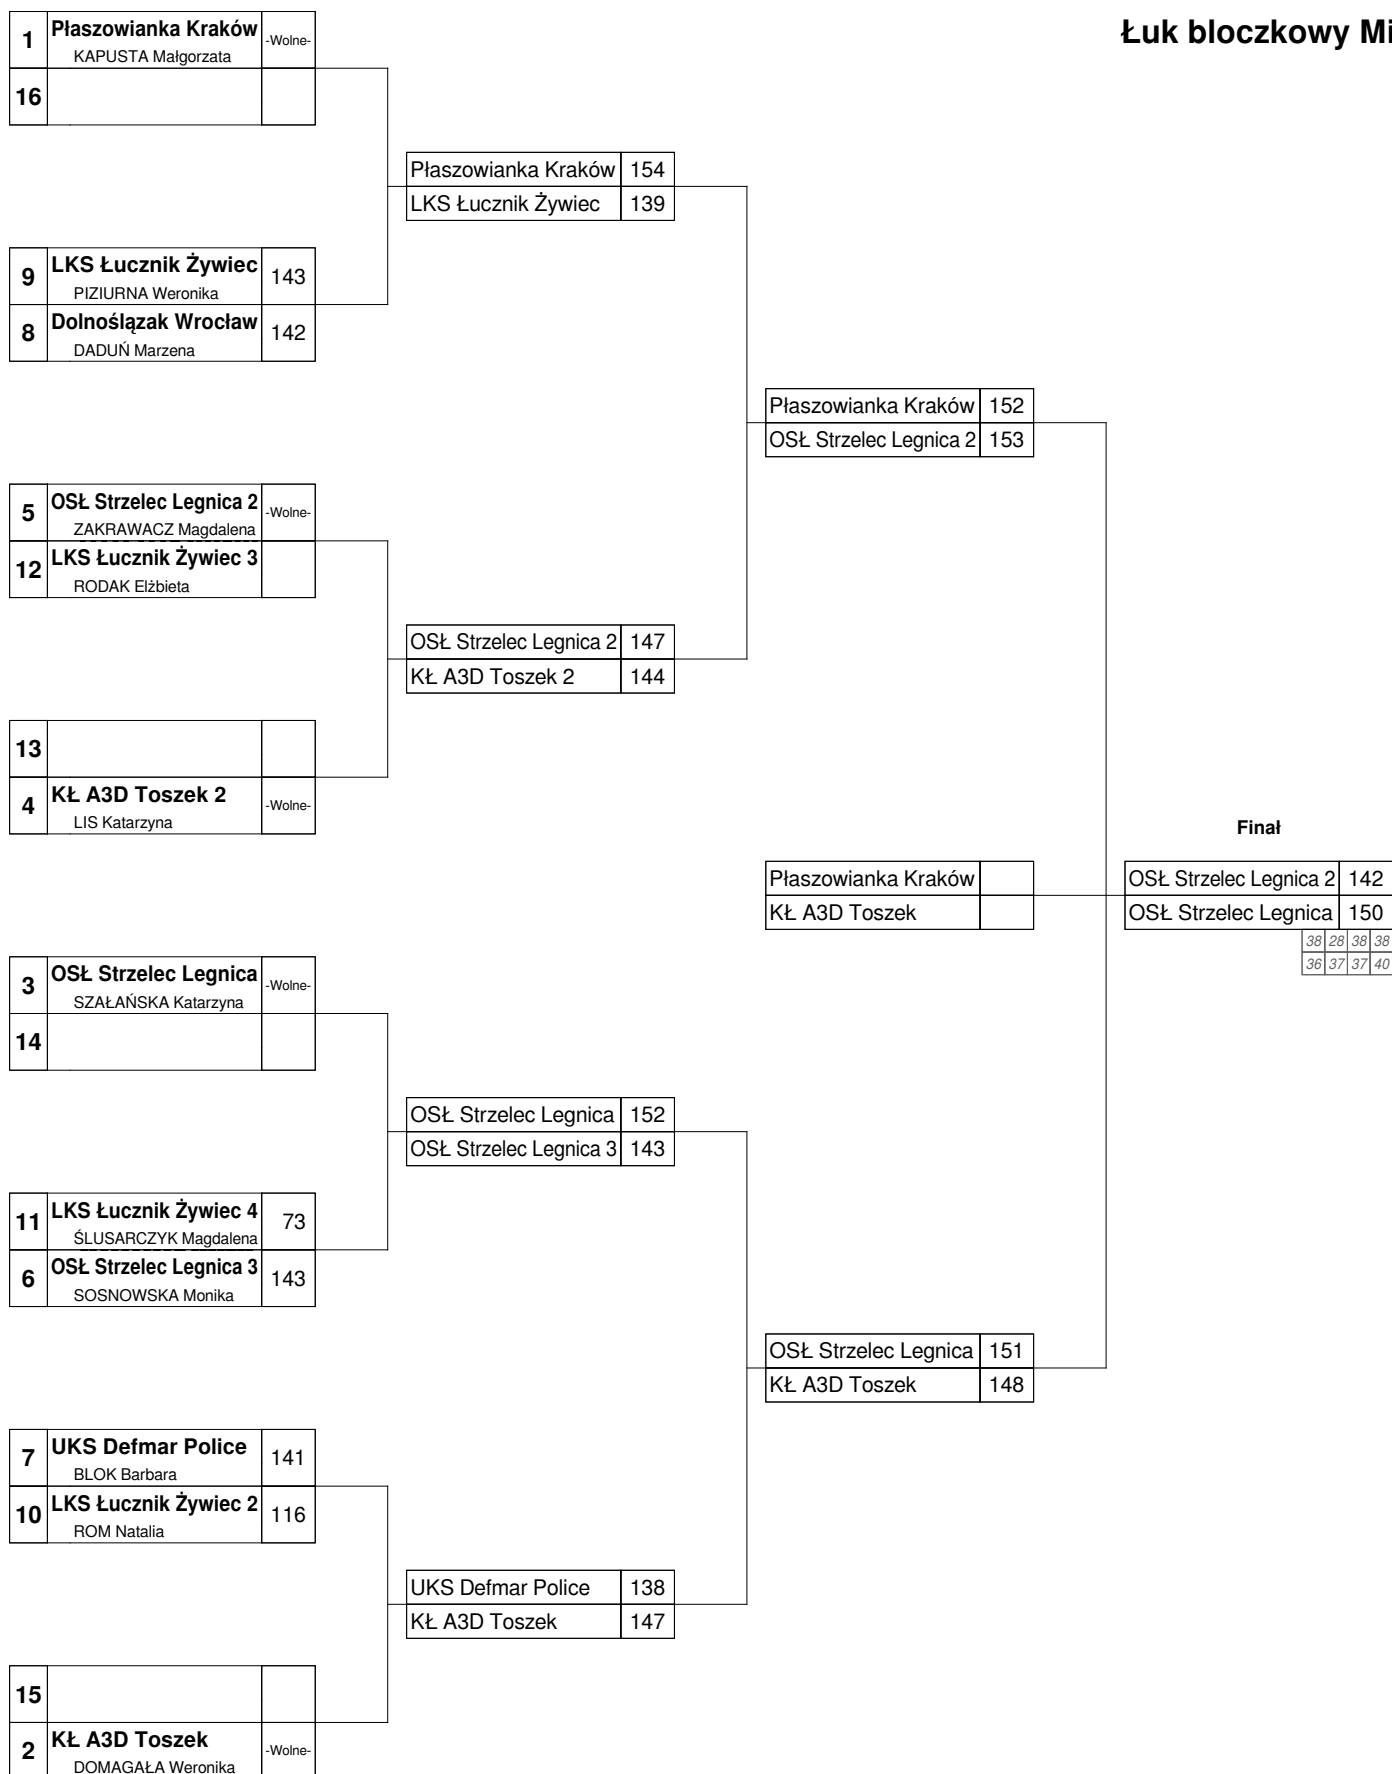 Łuk bloczkowy Mi
1 Płaszowianka Kraków -Wolne-
KAPUSTA Małgorzata
16
Płaszowianka Kraków 154
LKS Łucznik Żywiec 139
9 LKS Łucznik Żywiec 143
PIZIURNA Weronika
8 Dolnoślązak Wrocław 142
DADUŃ Marzena
Płaszowianka Kraków 152
OSŁ Strzelec Legnica 2 153
5 OSŁ Strzelec Legnica 2 -Wolne-
ZAKRAWACZ Magdalena
12 LKS Łucznik Żywiec 3
RODAK Elżbieta
OSŁ Strzelec Legnica 2 147
KŁ A3D Toszek 2 144
13
4 KŁ A3D Toszek 2 -Wolne-
LIS Katarzyna
Finał
Płaszowianka Kraków
KŁ A3D Toszek
OSŁ Strzelec Legnica 2 142
OSŁ Strzelec Legnica 150
38 28 38 38
36 37 37 40
3 OSŁ Strzelec Legnica -Wolne-
SZAŁAŃSKA Katarzyna
14
OSŁ Strzelec Legnica 152
OSŁ Strzelec Legnica 3 143
11 LKS Łucznik Żywiec 4 73
ŚLUSARCZYK Magdalena
6 OSŁ Strzelec Legnica 3 143
SOSNOWSKA Monika
OSŁ Strzelec Legnica 151
KŁ A3D Toszek 148
7 UKS Defmar Police 141
BLOK Barbara
10 LKS Łucznik Żywiec 2 116
ROM Natalia
UKS Defmar Police 138
KŁ A3D Toszek 147
15
2 KŁ A3D Toszek -Wolne-
DOMAGAŁA Weronika